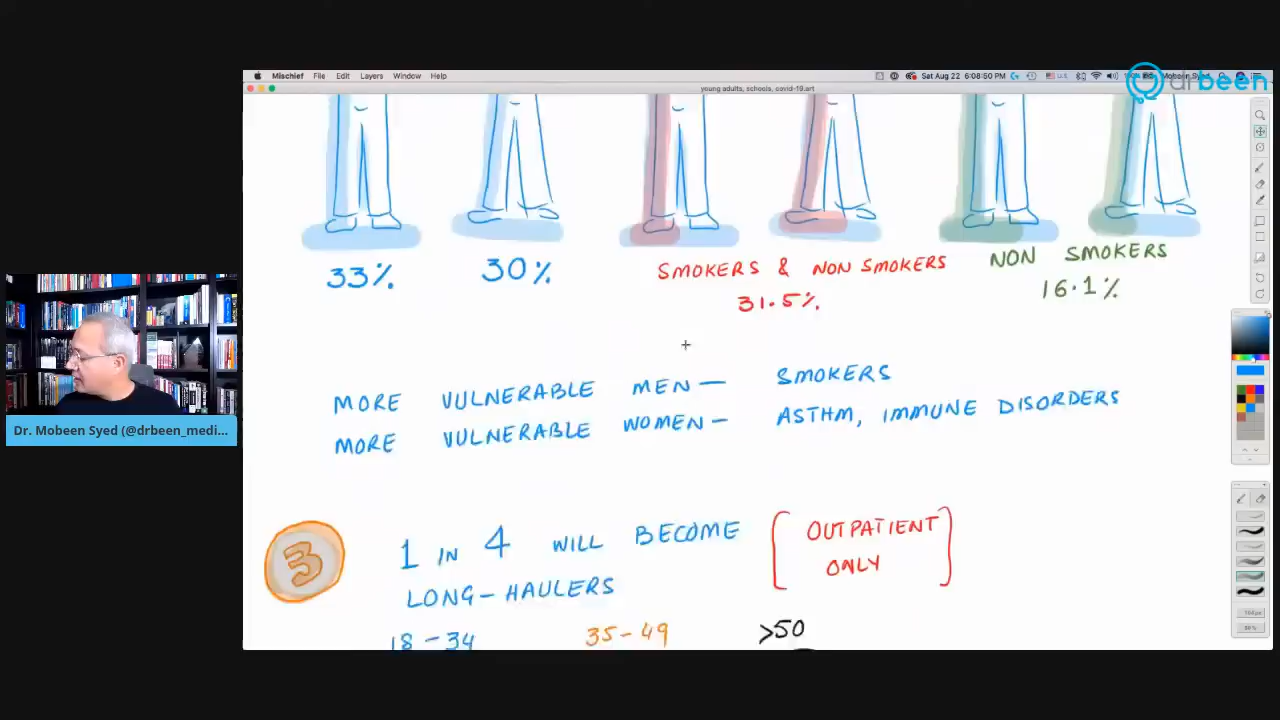 Mischief File Edit Layers Window Help
Sat Aug 22 6:08:50 PM
Mobeen Syed
drbeen
young adults, schools, covid-19.art
33%
30%
SMOKERS & NON SMOKERS
31.5%
NON SMOKERS
16.1%
MORE VULNERABLE MEN — SMOKERS
MORE VULNERABLE WOMEN — ASTHM, IMMUNE DISORDERS
Dr. Mobeen Syed (@drbeen_medi...
3
1 IN 4 WILL BECOME
LONG-HAULERS
[OUTPATIENT
ONLY]
18-34
35-49
>50